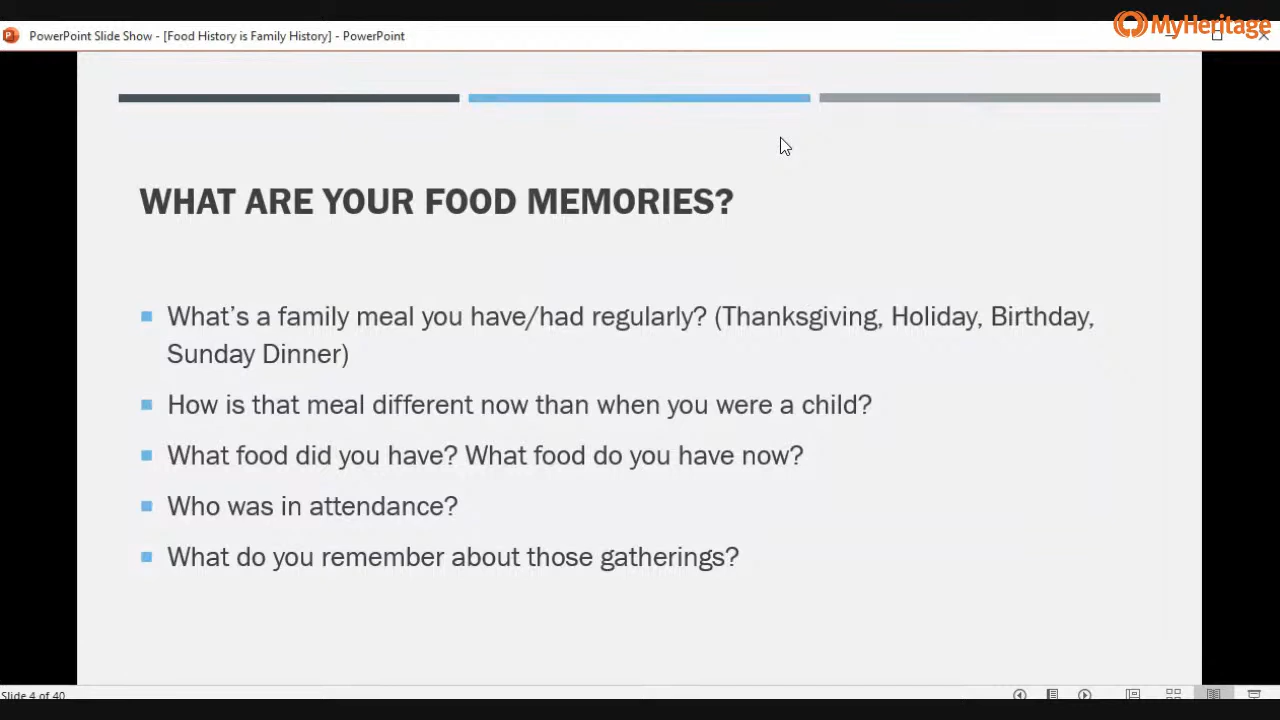 PowerPoint Slide Show - [Food History is Family History] - PowerPoint
MyHeritage
WHAT ARE YOUR FOOD MEMORIES?
What’s a family meal you have/had regularly? (Thanksgiving, Holiday, Birthday,
Sunday Dinner)
How is that meal different now than when you were a child?
What food did you have? What food do you have now?
Who was in attendance?
What do you remember about those gatherings?
Slide 4 of 40